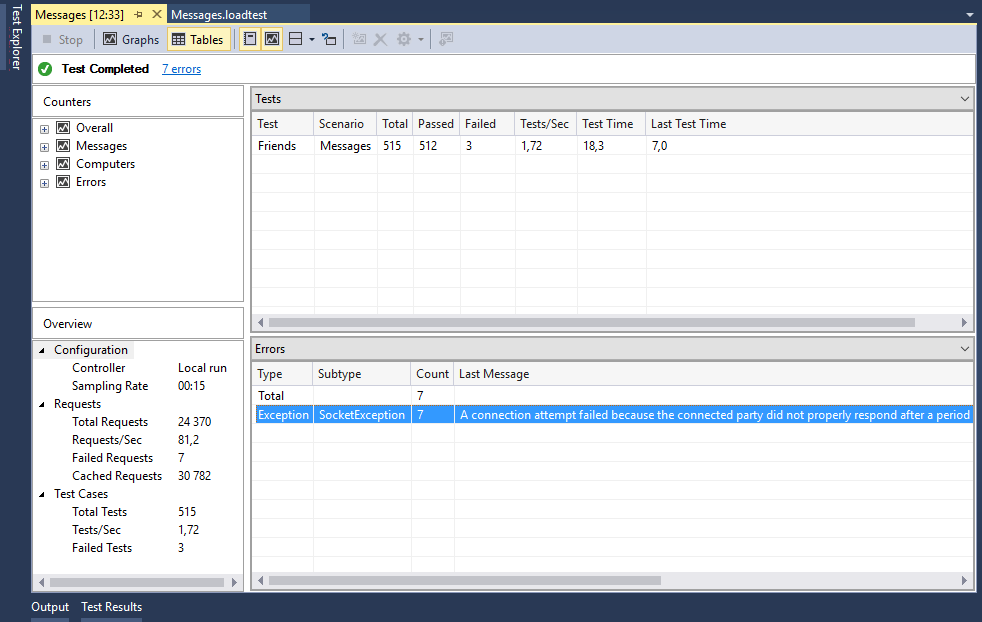 Test Explorer
Messages [12:33] Messages.loadtest
Stop Graphs Tables
Test Completed 7 errors
Counters
Overall
Messages
Computers
Errors
Tests
Test Scenario Total Passed Failed Tests/Sec Test Time Last Test Time
Friends Messages 515 512 3 1,72 18,3 7,0
Overview
Configuration
Controller Local run
Sampling Rate 00:15
Requests
Total Requests 24 370
Requests/Sec 81,2
Failed Requests 7
Cached Requests 30 782
Test Cases
Total Tests 515
Tests/Sec 1,72
Failed Tests 3
Errors
Type Subtype Count Last Message
Total 7
Exception SocketException 7 A connection attempt failed because the connected party did not properly respond after a period
Output Test Results